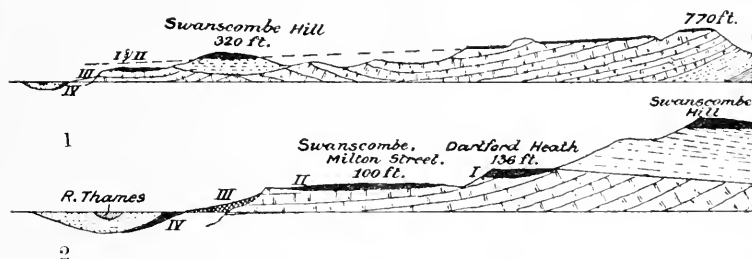 Swanscombe Hill
320 ft.
770 ft.
I & II
III
IV
1
Swanscombe
Hill
Swanscombe,
Milton Street.
100 ft.
Dartford Heath
136 ft.
I
II
III
R. Thames
IV
2